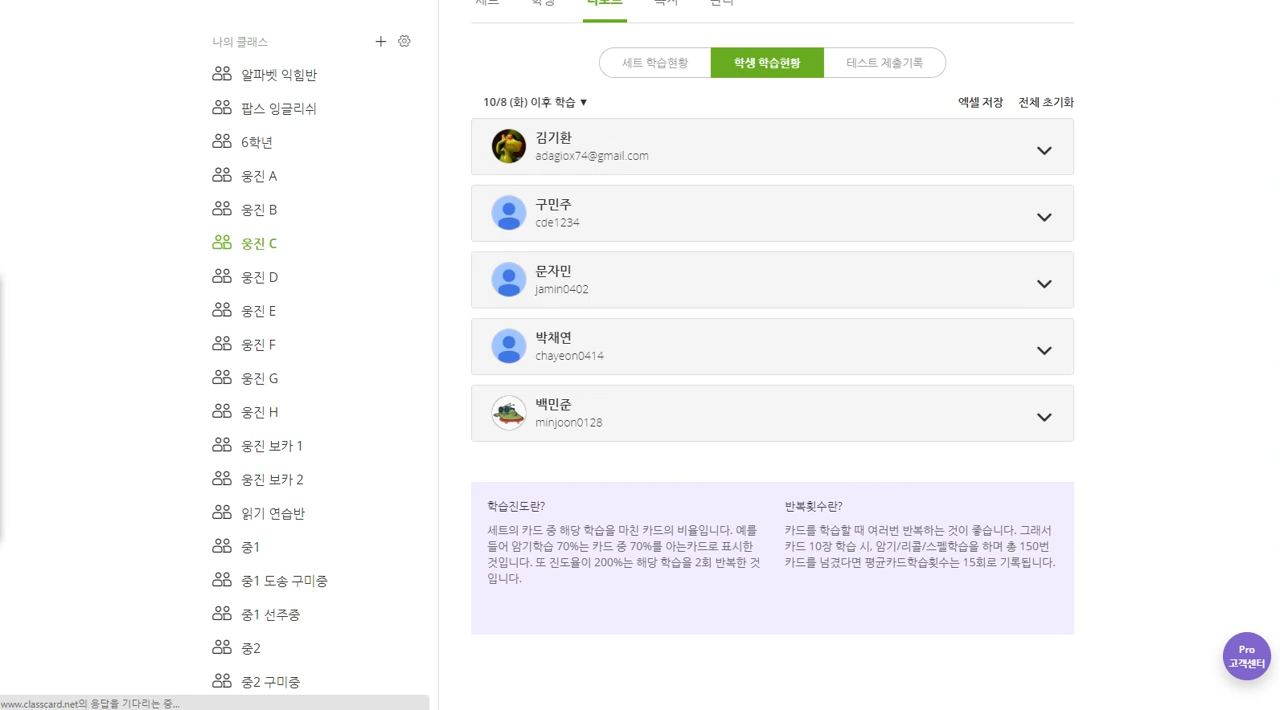 세트 학생 리포트 복사 관리
나의 클래스
알파벳 익힘반
팝스 잉글리쉬
6학년
웅진 A
웅진 B
웅진 C
웅진 D
웅진 E
웅진 F
웅진 G
웅진 H
웅진 보카 1
웅진 보카 2
읽기 연습반
중1
중1 도송 구미중
중1 선주중
중2
중2 구미중
www.classcard.net의 응답을 기다리는 중...
세트 학습현황 학생 학습현황 테스트 제출기록
10/8 (화) 이후 학습 ▼ 엑셀 저장 전체 초기화
김기환
adagiox74@gmail.com
구민주
cde1234
문자민
jamin0402
박채연
chayeon0414
백민준
minjoon0128
학습진도란?
세트의 카드 중 해당 학습을 마친 카드의 비율입니다. 예를
들어 암기학습 70%는 카드 중 70%를 아는카드로 표시한
것입니다. 또 진도율이 200%는 해당 학습을 2회 반복한 것
입니다.
반복횟수란?
카드를 학습할 때 여러번 반복하는 것이 좋습니다. 그래서
카드 10장 학습 시, 암기/리콜/스펠학습을 하며 총 150번
카드를 넘겼다면 평균카드학습횟수는 15회로 기록됩니다.
Pro
고객센터